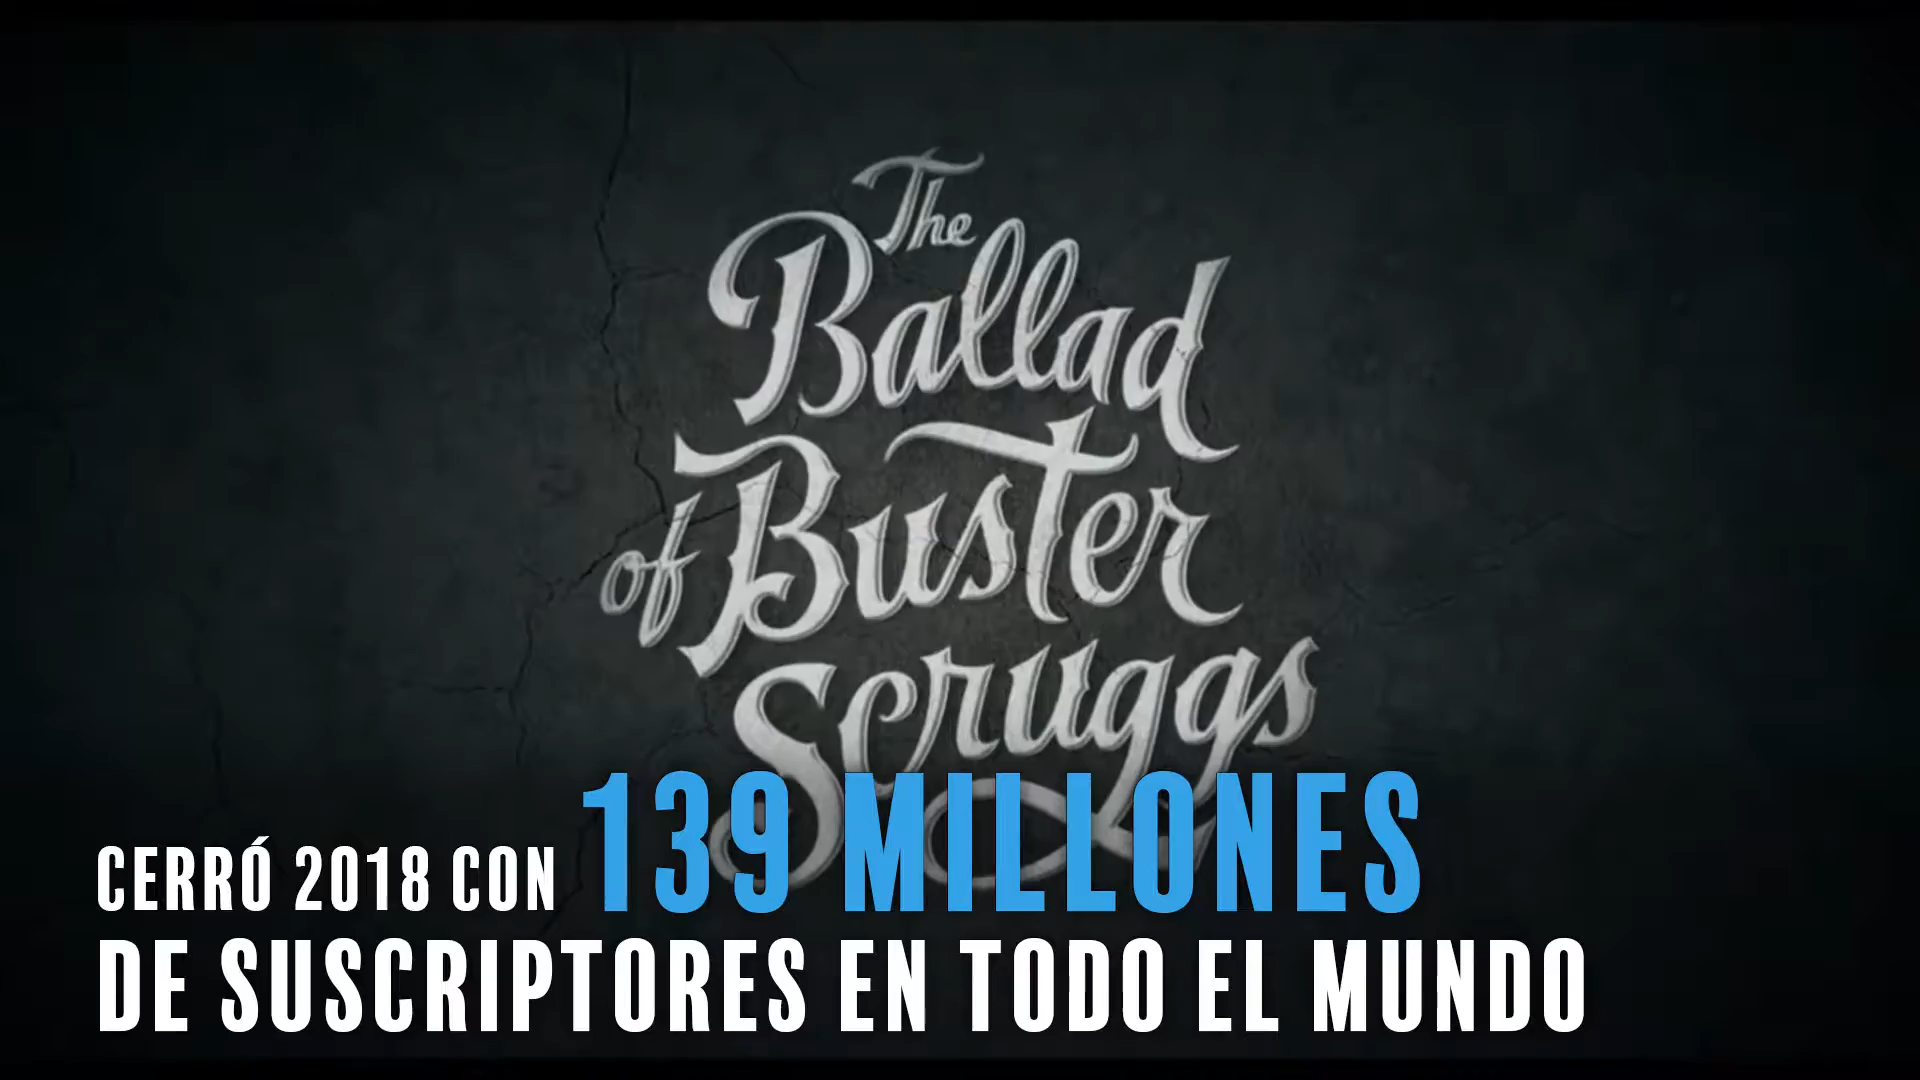 The
Ballad
of Buster
Scruggs
CERRÓ 2018 CON 139 MILLONES
DE SUSCRIPTORES EN TODO EL MUNDO